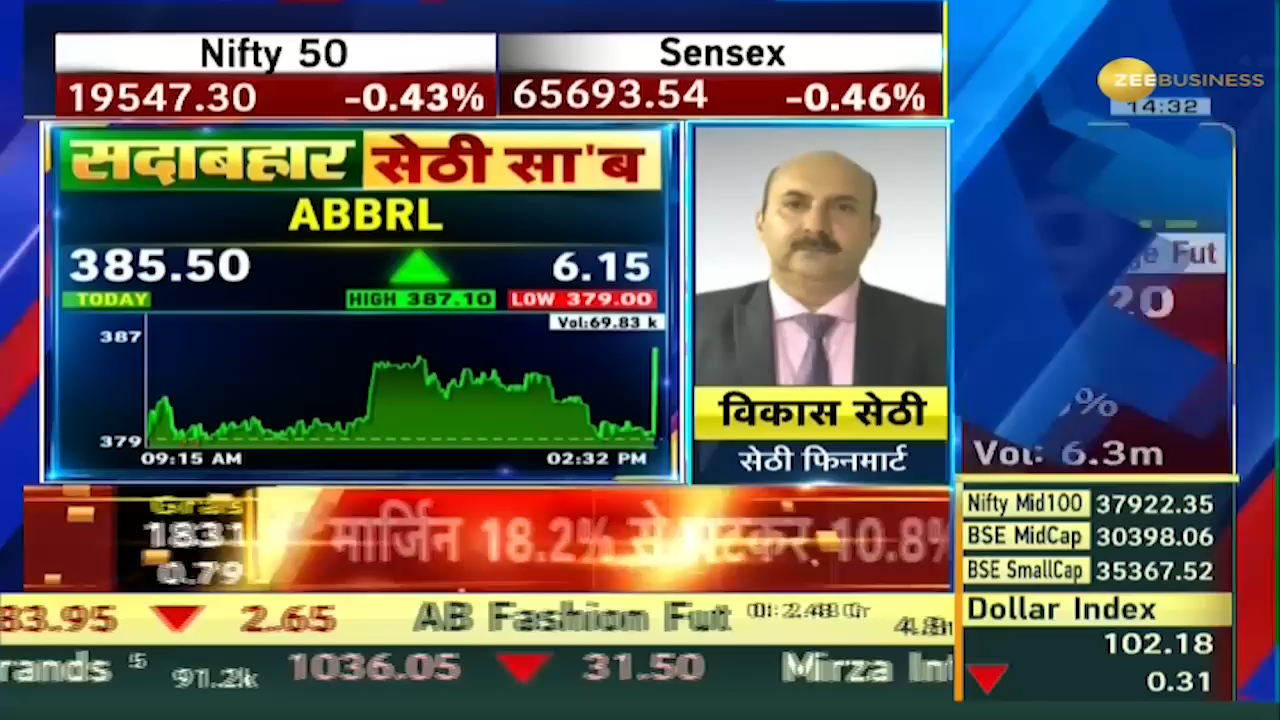 Nifty 50
19547.30 -0.43%
Sensex
65693.54 -0.46%
ZEEBUSINESS
14:32
सदाबहार सेठी सा'ब
ABBRL
385.50 6.15
TODAY HIGH 387.10 LOW 379.00
Vol:69.83 k
387
379
09:15 AM 02:32 PM
विकास सेठी
सेठी फिनमार्ट
Fut
20
%
Vol: 6.3m
मार्जिन 18.2% से घटकर 10.8%
1831
0.79
Nifty Mid100 37922.35
BSE MidCap 30398.06
BSE SmallCap 35367.52
Dollar Index
102.18
0.31
83.95 2.65 AB Fashion Fut
rands 91.2k 1036.05 31.50 Mirza Int